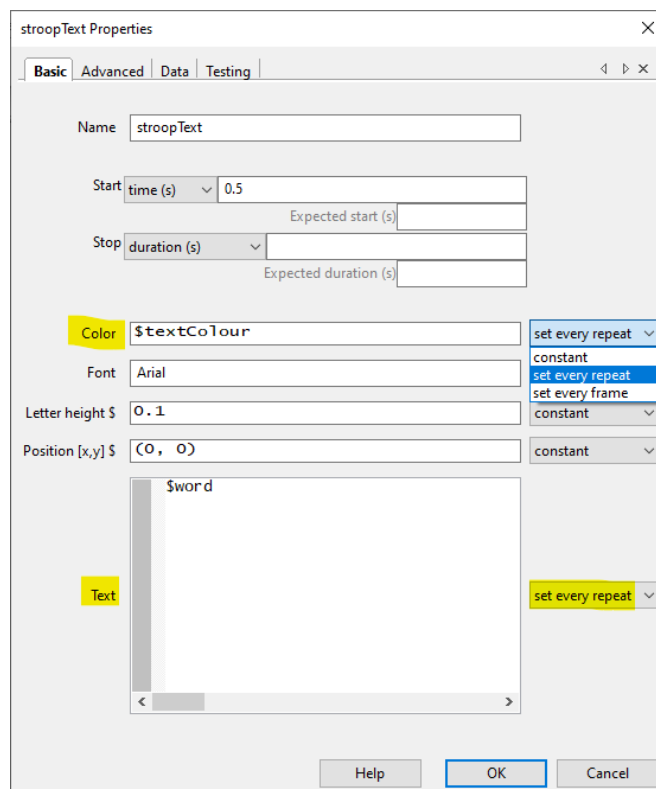 stroopText Properties
Basic Advanced Data Testing
Name stroopText
Start time (s) 0.5
Expected start (s)
Stop duration (s)
Expected duration (s)
Color $textColour set every repeat
constant
Font Arial set every repeat
set every frame
Letter height $ 0.1 constant
Position [x,y] $ (0, 0) constant
$word
Text set every repeat
Help OK Cancel